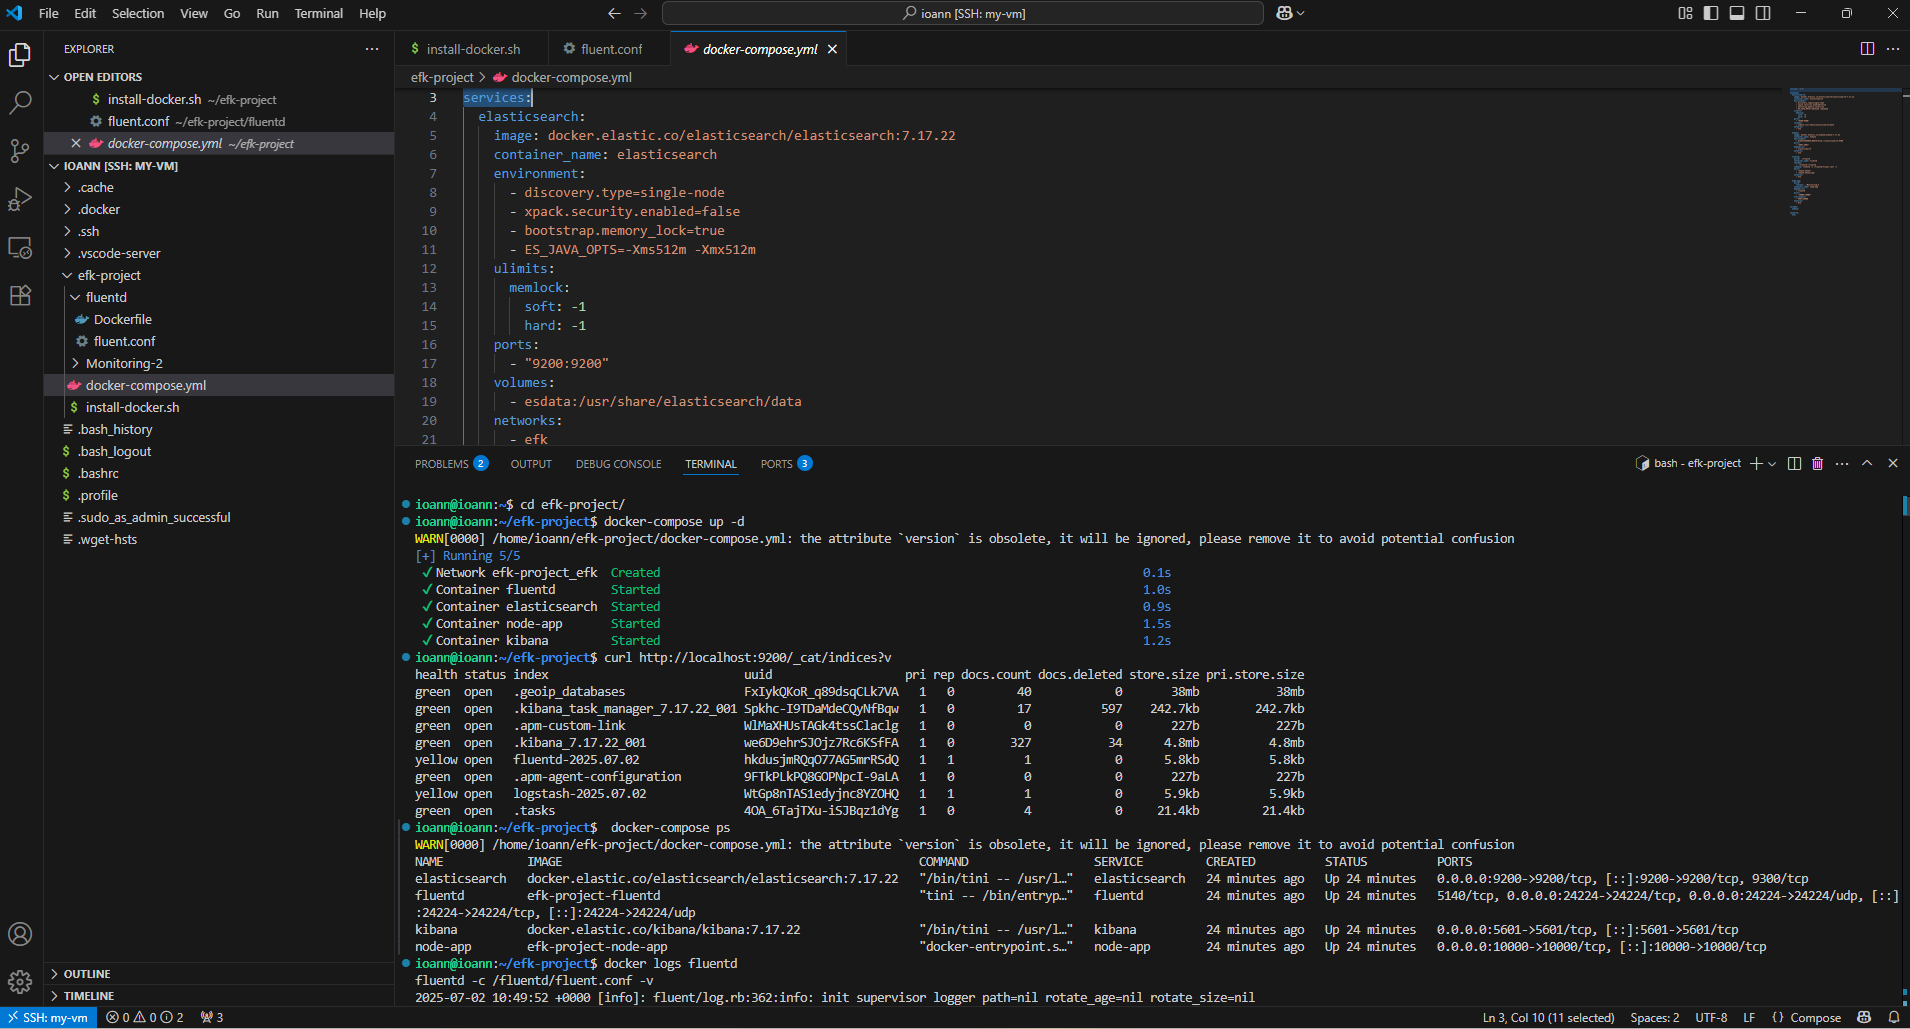 File Edit Selection View Go Run Terminal Help
ioann [SSH: my-vm]
EXPLORER
OPEN EDITORS
$ install-docker.sh ~/efk-project
fluent.conf ~/efk-project/fluentd
docker-compose.yml ~/efk-project
IOANN [SSH: MY-VM]
.cache
.docker
.ssh
.vscode-server
efk-project
fluentd
Dockerfile
fluent.conf
Monitoring-2
docker-compose.yml
$ install-docker.sh
.bash_history
$ .bash_logout
$ .bashrc
$ .profile
.sudo_as_admin_successful
.wget-hsts
OUTLINE
TIMELINE
$ install-docker.sh fluent.conf docker-compose.yml
efk-project > docker-compose.yml
3 services:
4 elasticsearch:
5 image: docker.elastic.co/elasticsearch/elasticsearch:7.17.22
6 container_name: elasticsearch
7 environment:
8 - discovery.type=single-node
9 - xpack.security.enabled=false
10 - bootstrap.memory_lock=true
11 - ES_JAVA_OPTS=-Xms512m -Xmx512m
12 ulimits:
13 memlock:
14 soft: -1
15 hard: -1
16 ports:
17 - "9200:9200"
18 volumes:
19 - esdata:/usr/share/elasticsearch/data
20 networks:
21 - efk
PROBLEMS 2 OUTPUT DEBUG CONSOLE TERMINAL PORTS 3 bash - efk-project
ioann@ioann:~$ cd efk-project/
ioann@ioann:~/efk-project$ docker-compose up -d
WARN[0000] /home/ioann/efk-project/docker-compose.yml: the attribute `version` is obsolete, it will be ignored, please remove it to avoid potential confusion
[+] Running 5/5
✓ Network efk-project_efk Created 0.1s
✓ Container fluentd Started 1.0s
✓ Container elasticsearch Started 0.9s
✓ Container node-app Started 1.5s
✓ Container kibana Started 1.2s
ioann@ioann:~/efk-project$ curl http://localhost:9200/_cat/indices?v
health status index uuid pri rep docs.count docs.deleted store.size pri.store.size
green open .geoip_databases FxIykQKoR_q89dsqCLk7VA 1 0 40 0 38mb 38mb
green open .kibana_task_manager_7.17.22_001 Spkhc-I9TDaMdeCQyNfBqw 1 0 17 597 242.7kb 242.7kb
green open .apm-custom-link WlMaXHUsTAGk4tssClaclg 1 0 0 0 227b 227b
green open .kibana_7.17.22_001 we6D9ehrSJOjz7Rc6KSfFA 1 0 327 34 4.8mb 4.8mb
yellow open fluentd-2025.07.02 hkdusjmRQqO77AG5mrRSdQ 1 1 1 0 5.8kb 5.8kb
green open .apm-agent-configuration 9FTkPLkPQ8GOPNpcI-9aLA 1 0 0 0 227b 227b
yellow open logstash-2025.07.02 WtGp8nTAS1edyjnc8YZOHQ 1 1 1 0 5.9kb 5.9kb
green open .tasks 4OA_6TajTXu-iSJBqz1dYg 1 0 4 0 21.4kb 21.4kb
ioann@ioann:~/efk-project$ docker-compose ps
WARN[0000] /home/ioann/efk-project/docker-compose.yml: the attribute `version` is obsolete, it will be ignored, please remove it to avoid potential confusion
NAME IMAGE COMMAND SERVICE CREATED STATUS PORTS
elasticsearch docker.elastic.co/elasticsearch/elasticsearch:7.17.22 "/bin/tini -- /usr/l…" elasticsearch 24 minutes ago Up 24 minutes 0.0.0.0:9200->9200/tcp, [::]:9200->9200/tcp, 9300/tcp
fluentd efk-project-fluentd "tini -- /bin/entryp…" fluentd 24 minutes ago Up 24 minutes 5140/tcp, 0.0.0.0:24224->24224/tcp, 0.0.0.0:24224->24224/udp, [::]
:24224->24224/tcp, [::]:24224->24224/udp
kibana docker.elastic.co/kibana/kibana:7.17.22 "/bin/tini -- /usr/l…" kibana 24 minutes ago Up 24 minutes 0.0.0.0:5601->5601/tcp, [::]:5601->5601/tcp
node-app efk-project-node-app "docker-entrypoint.s…" node-app 24 minutes ago Up 24 minutes 0.0.0.0:10000->10000/tcp, [::]:10000->10000/tcp
ioann@ioann:~/efk-project$ docker logs fluentd
fluentd -c /fluentd/fluent.conf -v
2025-07-02 10:49:52 +0000 [info]: fluent/log.rb:362:info: init supervisor logger path=nil rotate_age=nil rotate_size=nil
SSH: my-vm 0 0 2 3 Ln 3, Col 10 (11 selected) Spaces: 2 UTF-8 LF {} Compose